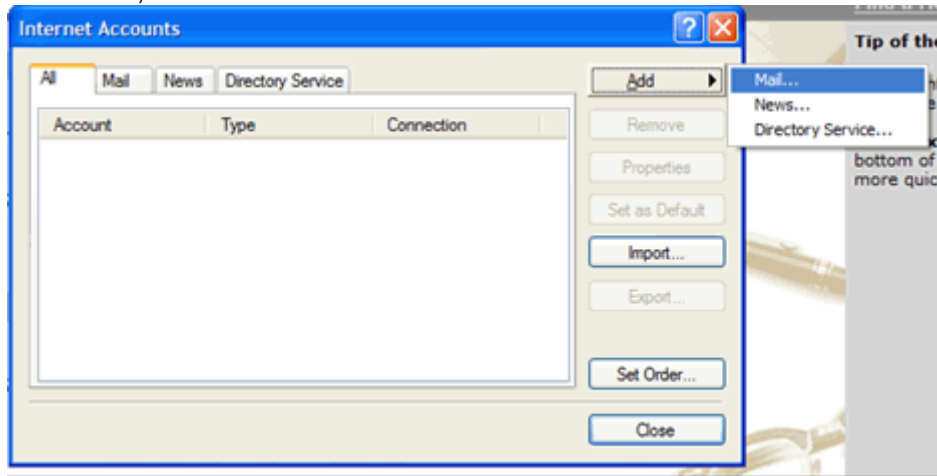 Internet Accounts
Tip of the
All Mail News Directory Service
Add
Mail...
News...
Directory Service...
Account Type Connection
Remove
Properties
Set as Default
Import...
Export...
Set Order...
Close
bottom of
more quic